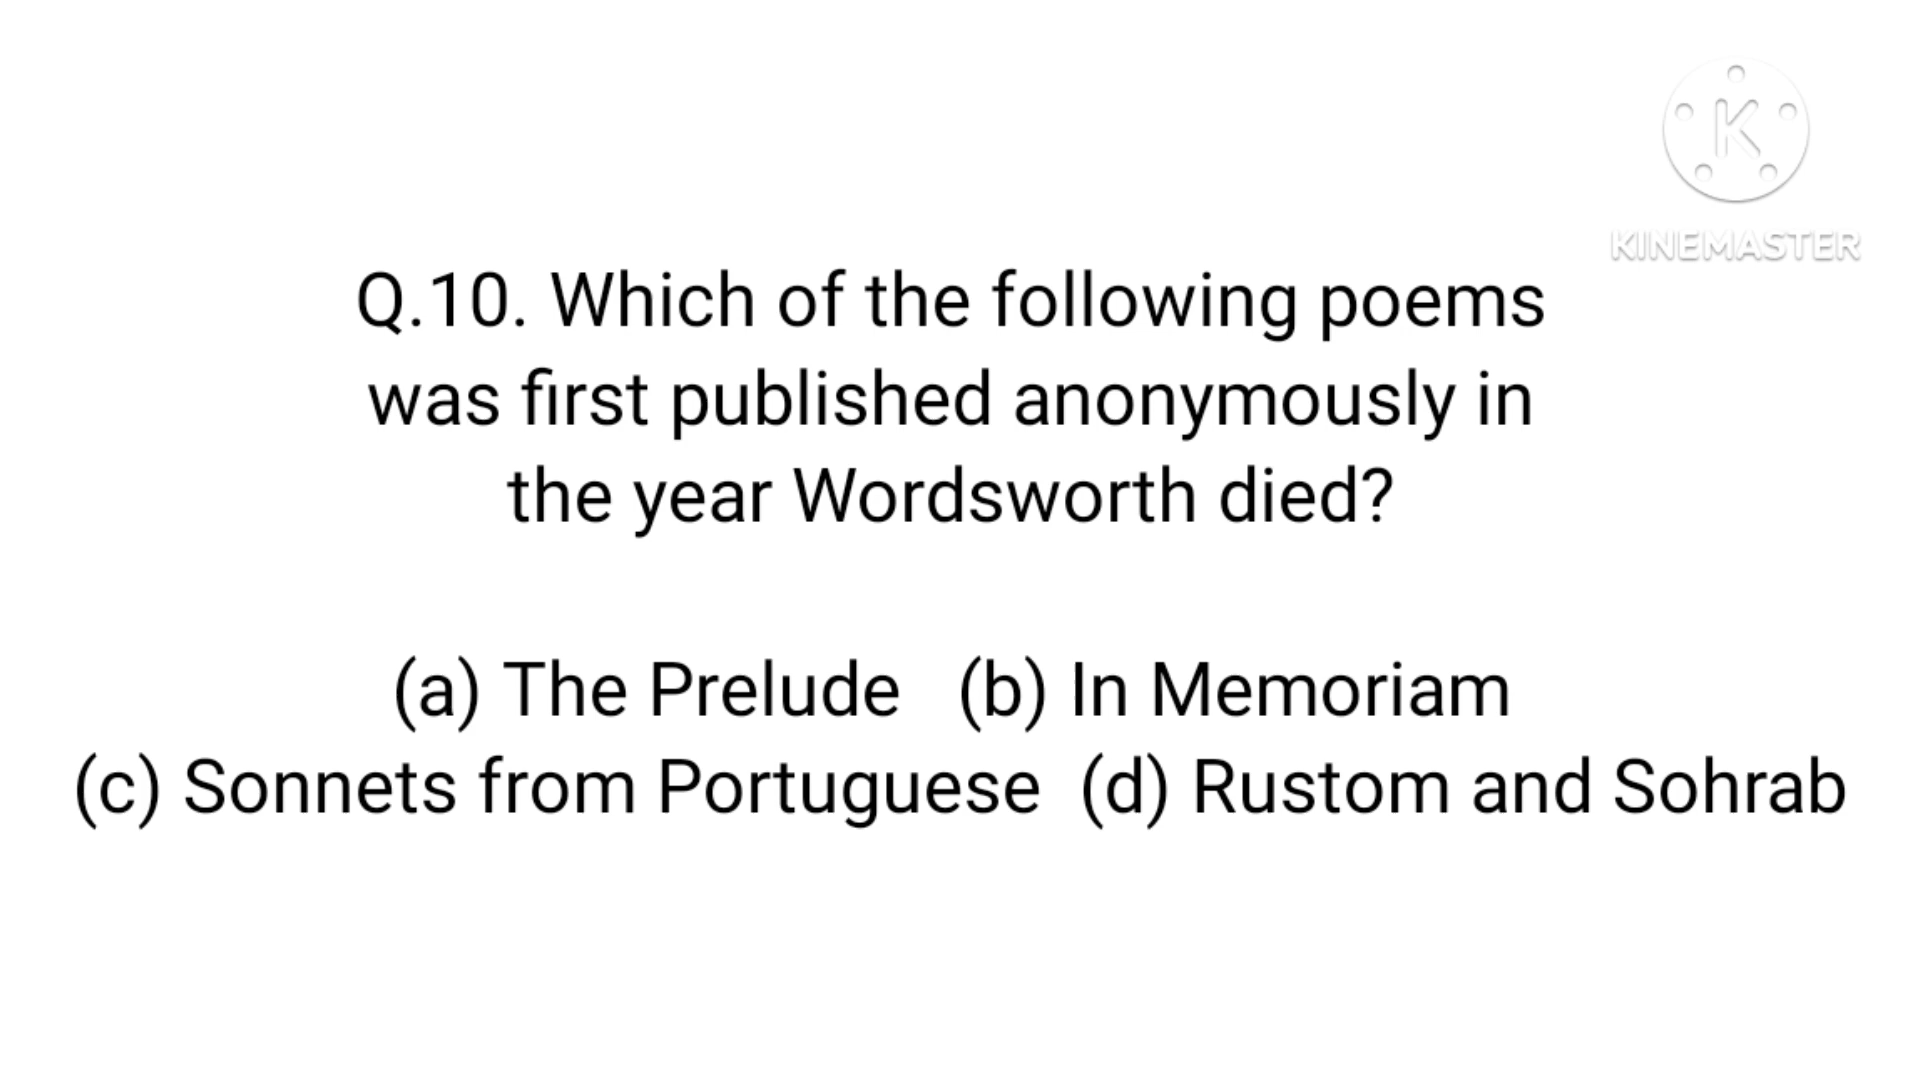 K
KINEMASTER
Q.10. Which of the following poems
was first published anonymously in
the year Wordsworth died?
(a) The Prelude (b) In Memoriam
(c) Sonnets from Portuguese (d) Rustom and Sohrab